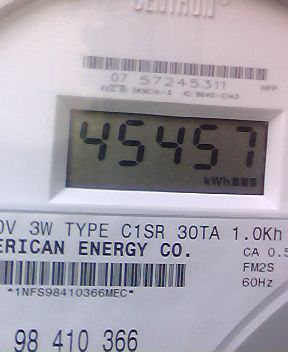 CENTRON®
07 57245311
HPP
45457
kWh
0V 3W TYPE C1SR 30TA 1.0Kh
ERICAN ENERGY CO.
CA 0.5
FM2S
60Hz
*1NFS98410366MEC*
98 410 366